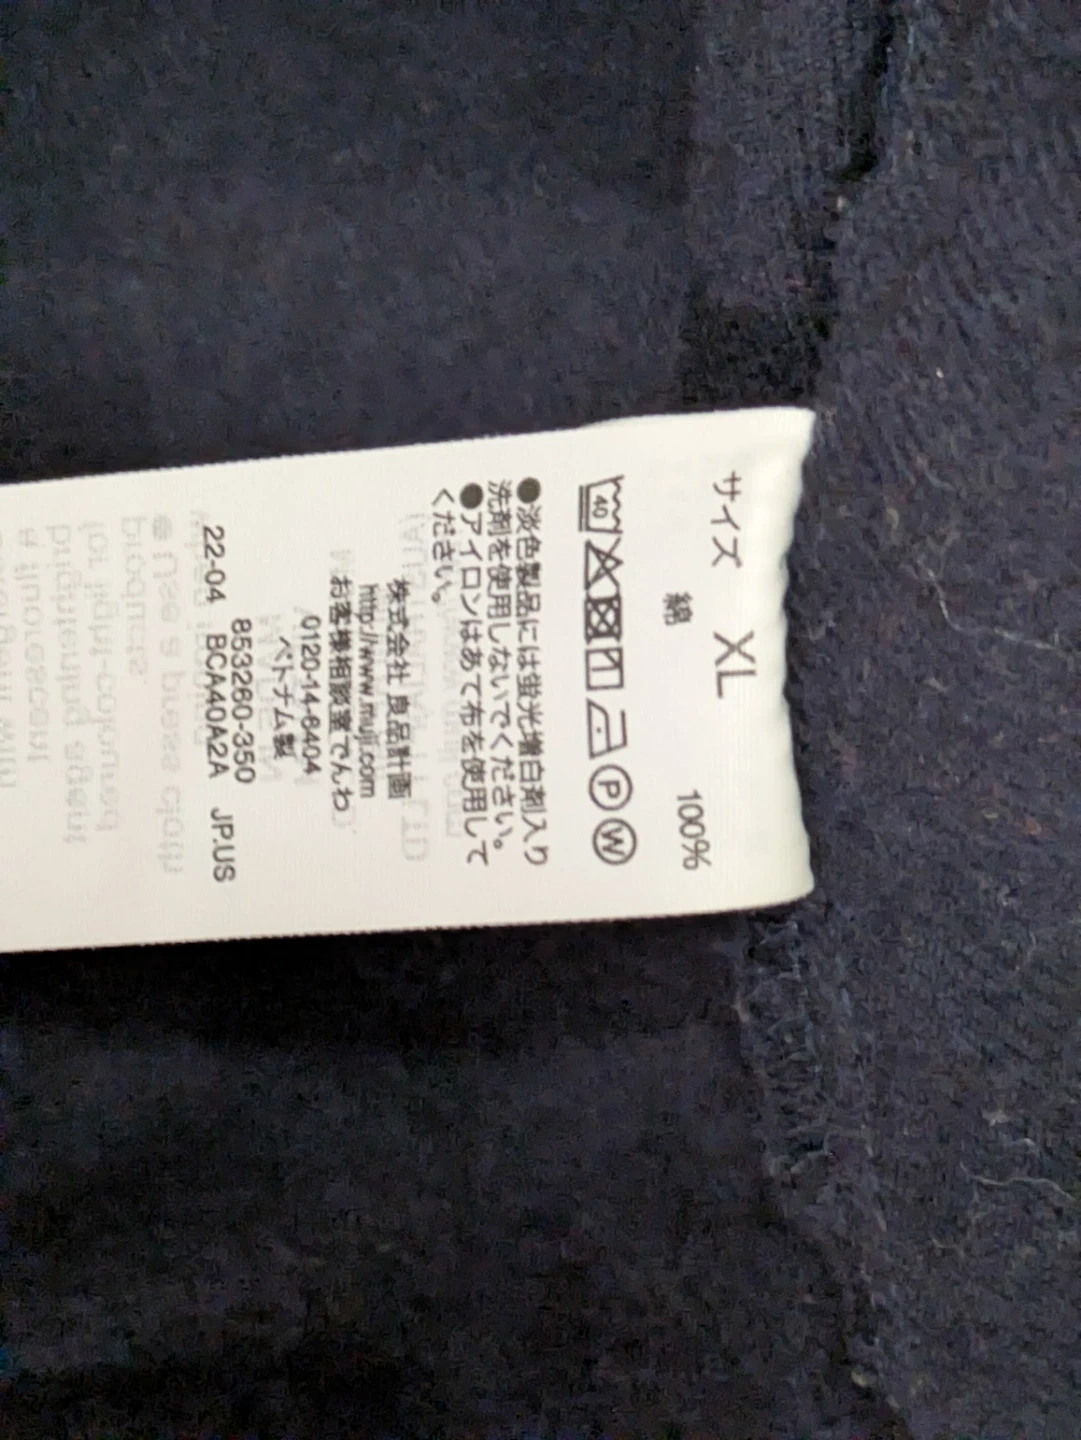 サイズ XL
綿 100%
40 P W
●淡色製品には蛍光増白剤入り
洗剤を使用しないでください。
●アイロンはあて布を使用して
ください。
株式会社 良品計画
http://www.muji.com
お客様相談室でんわ
0120-14-6404
ベトナム製
853260-350
22-04 BCA40A2A JP.US